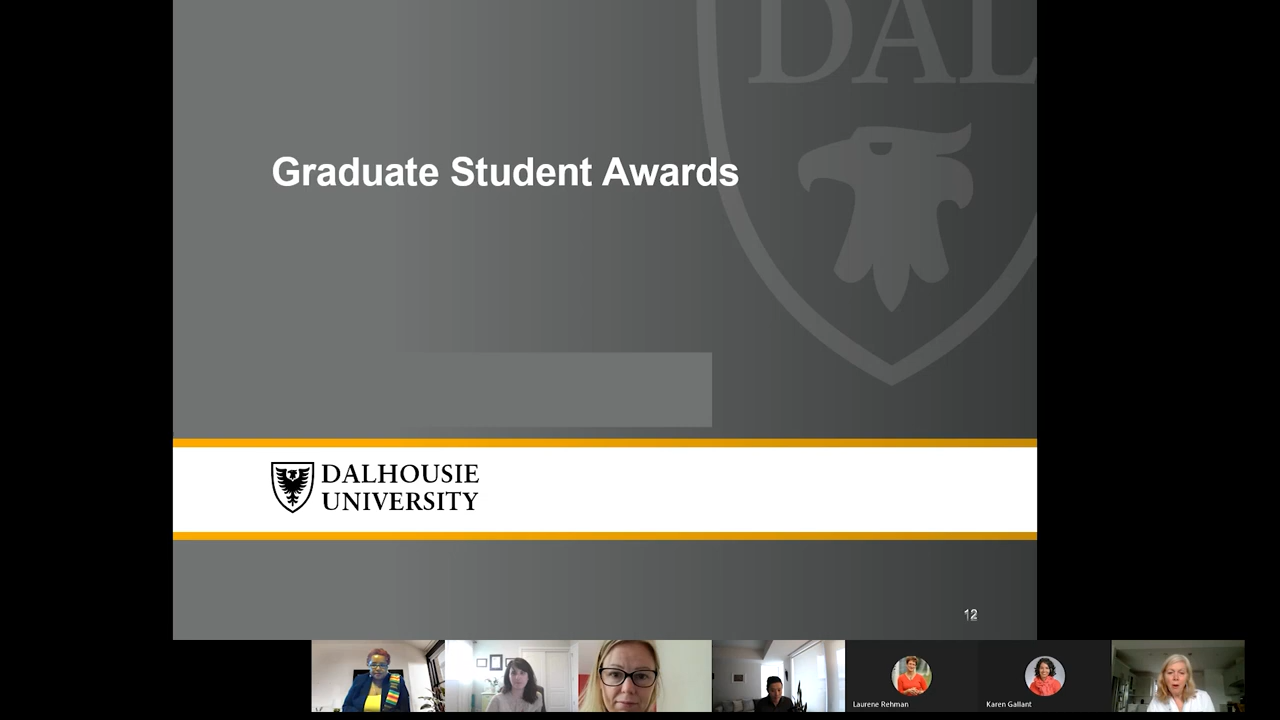 DAL
Graduate Student Awards
DALHOUSIE
UNIVERSITY
12
Laurene Rehman
Karen Gallant